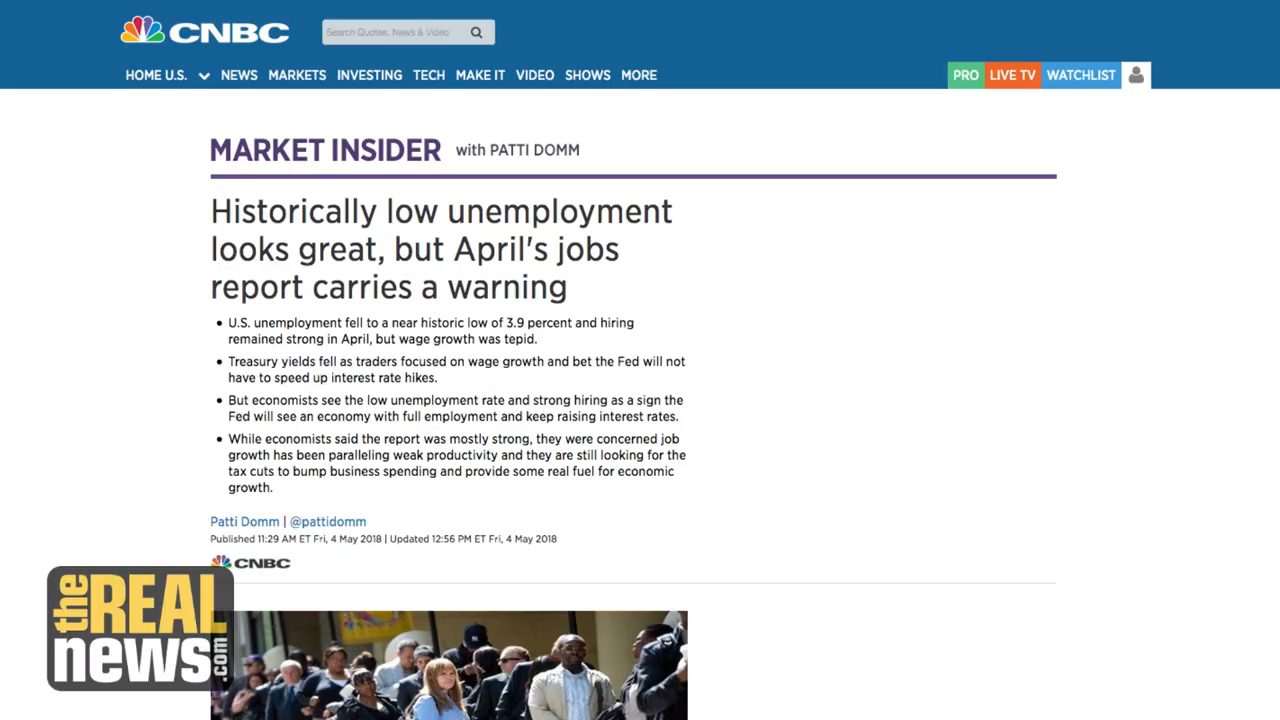 CNBC
Search Quotes, News & Video
HOME U.S. NEWS MARKETS INVESTING TECH MAKE IT VIDEO SHOWS MORE
PRO LIVE TV WATCHLIST
MARKET INSIDER with PATTI DOMM
Historically low unemployment
looks great, but April's jobs
report carries a warning
• U.S. unemployment fell to a near historic low of 3.9 percent and hiring
remained strong in April, but wage growth was tepid.
• Treasury yields fell as traders focused on wage growth and bet the Fed will not
have to speed up interest rate hikes.
• But economists see the low unemployment rate and strong hiring as a sign the
Fed will see an economy with full employment and keep raising interest rates.
• While economists said the report was mostly strong, they were concerned job
growth has been paralleling weak productivity and they are still looking for the
tax cuts to bump business spending and provide some real fuel for economic
growth.
Patti Domm | @pattidomm
Published 11:29 AM ET Fri, 4 May 2018 | Updated 12:56 PM ET Fri, 4 May 2018
CNBC
the REAL
news.com